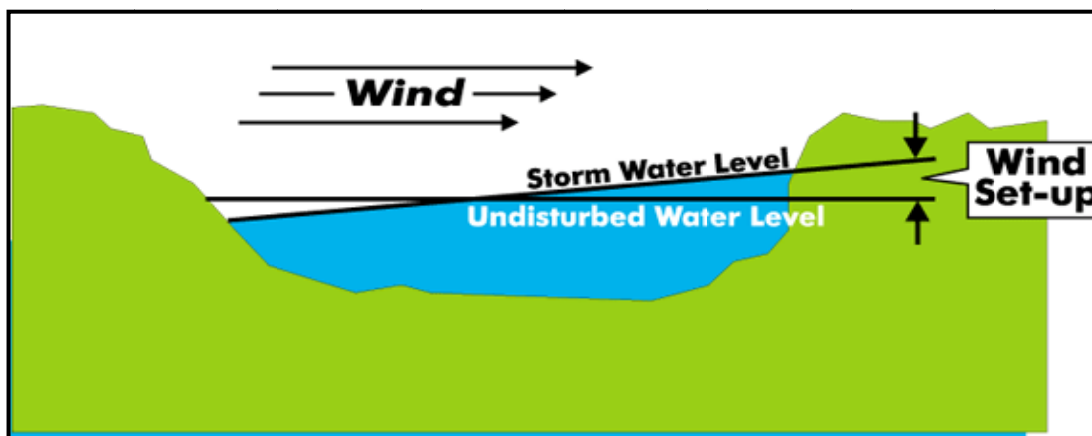 Wind
Storm Water Level
Wind
Set-up
Undisturbed Water Level